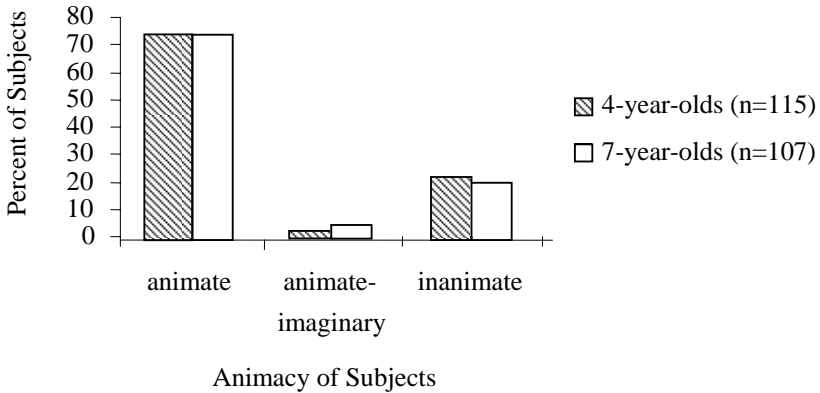 Percent of Subjects
80
70
60
50
40
30
20
10
0
animate
animate-
imaginary
inanimate
Animacy of Subjects
4-year-olds (n=115)
7-year-olds (n=107)